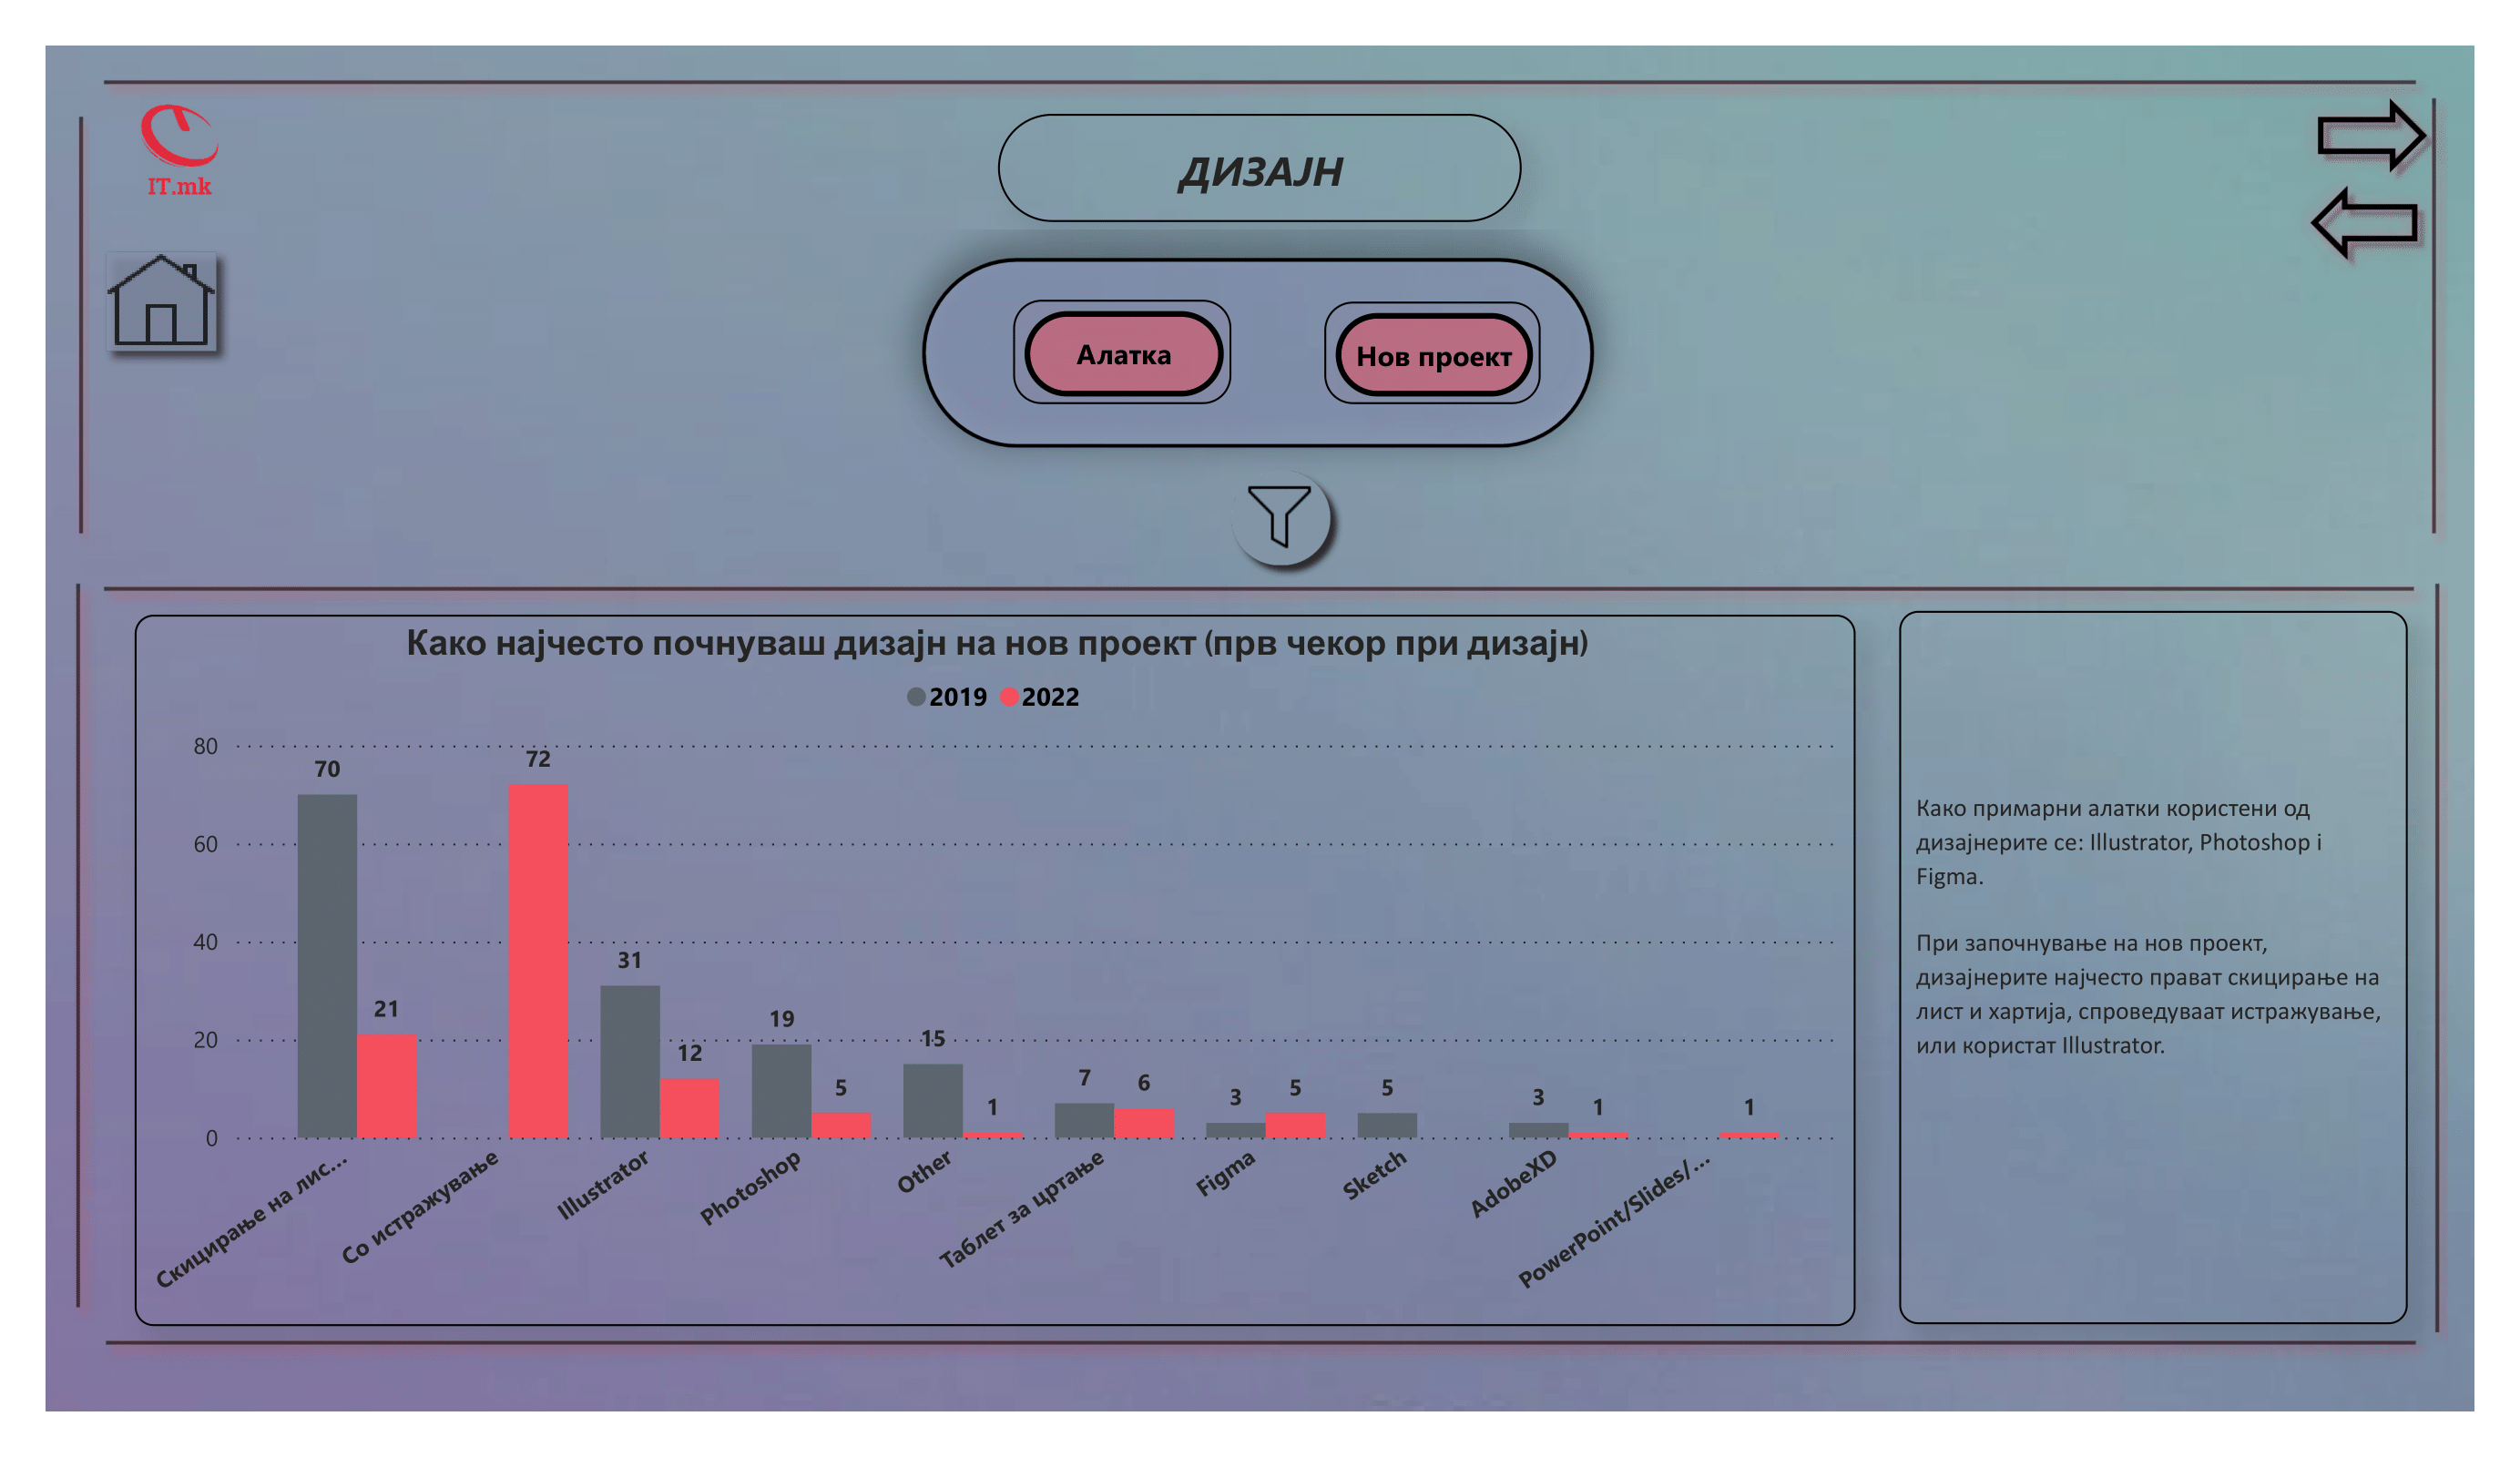 IT.mk
ДИЗАЈН
Алатка
Нов проект
Како најчесто почнуваш дизајн на нов проект (прв чекор при дизајн)
2019 2022
80
60
40
20
0
70
21
72
31
12
19
5
15
1
7
6
3
5
5
3
1
1
Скицирање на лис...
Со истражување
Illustrator
Photoshop
Other
Таблет за цртање
Figma
Sketch
AdobeXD
PowerPoint/Slides/...
Како примарни алатки користени од
дизајнерите се: Illustrator, Photoshop i
Figma.
При започнување на нов проект,
дизајнерите најчесто прават скицирање на
лист и хартија, спроведуваат истражување,
или користат Illustrator.